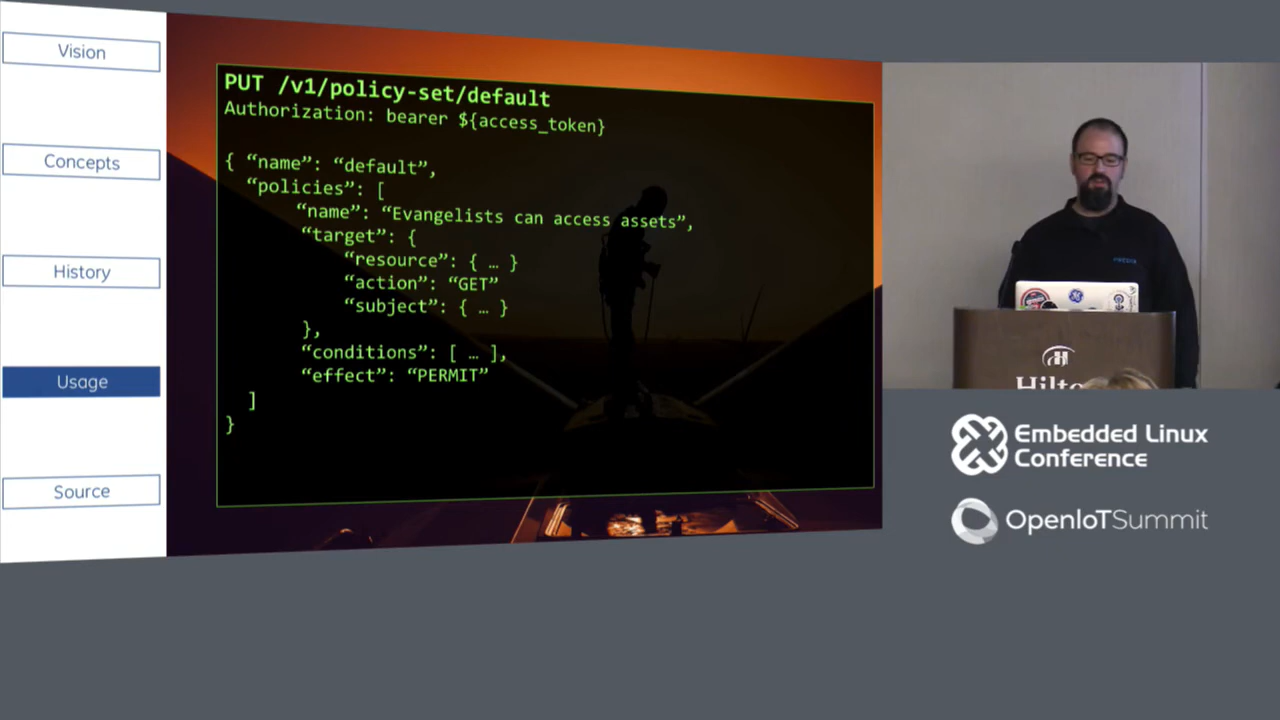 Vision
Concepts
History
Usage
Source
PUT /v1/policy-set/default
Authorization: bearer ${access_token}
{ “name”: “default”,
“policies”: [
“name”: “Evangelists can access assets”,
“target”: {
“resource”: { … }
“action”: “GET”
“subject”: { … }
},
“conditions”: [ … ],
“effect”: “PERMIT”
]
}
Embedded Linux
Conference
OpenIoTSummit